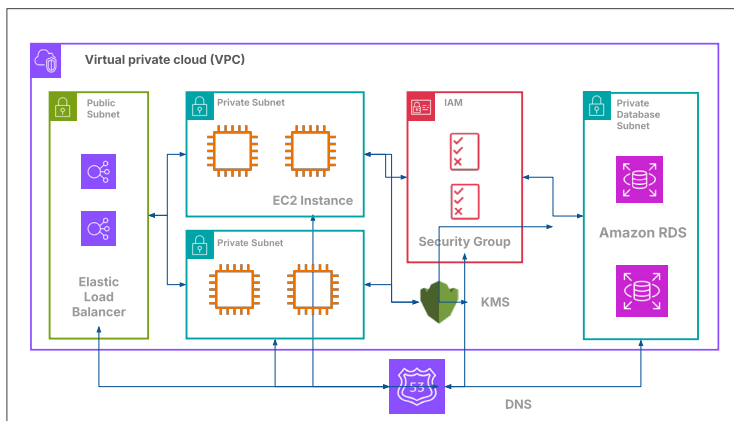 Virtual private cloud (VPC)
Public
Subnet
Private Subnet
IAM
Private
Database
Subnet
EC2 Instance
Private Subnet
Security Group
Amazon RDS
Elastic
Load
Balancer
KMS
53
DNS